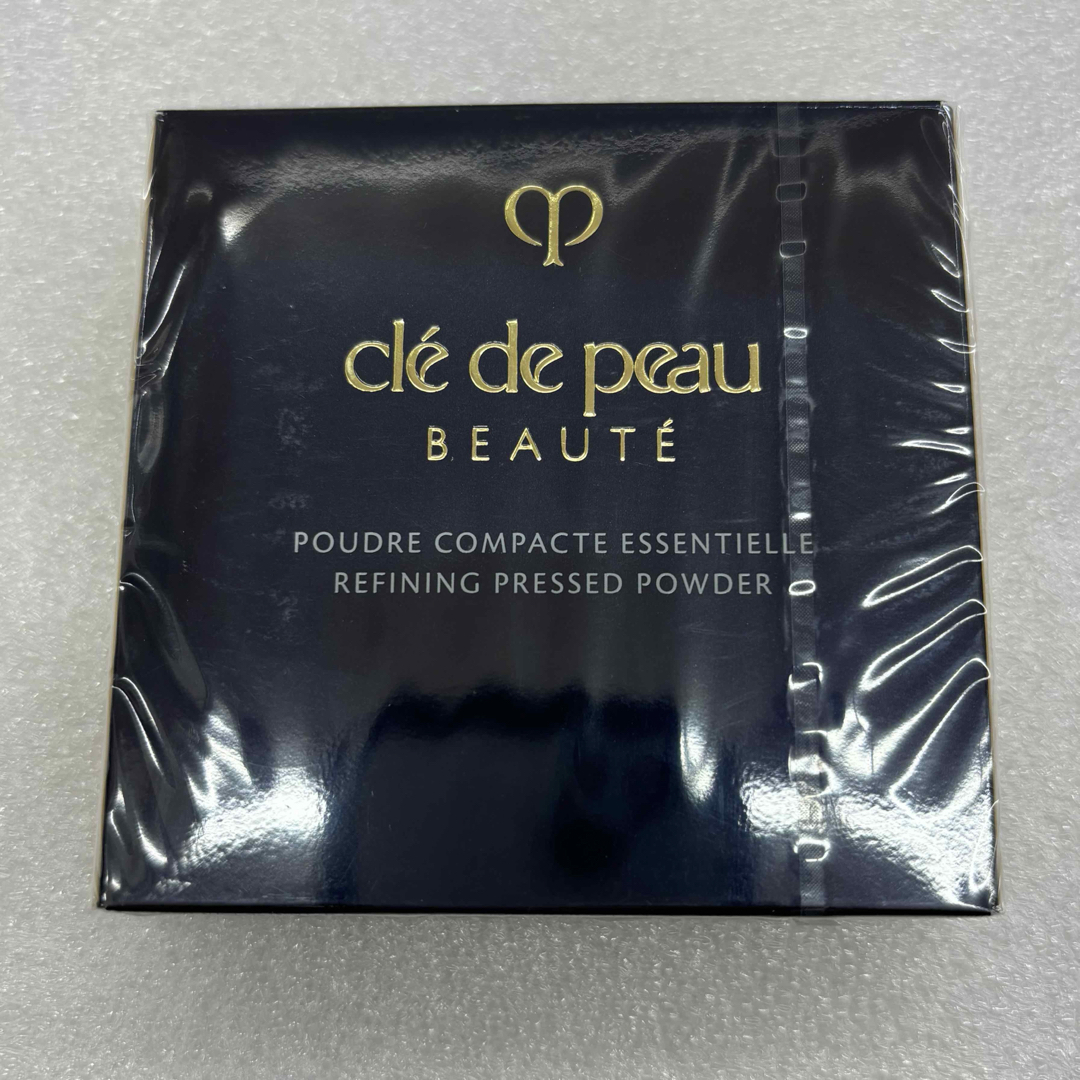 clé de peau
BEAUTÉ
POUDRE COMPACTE ESSENTIELLE
REFINING PRESSED POWDER